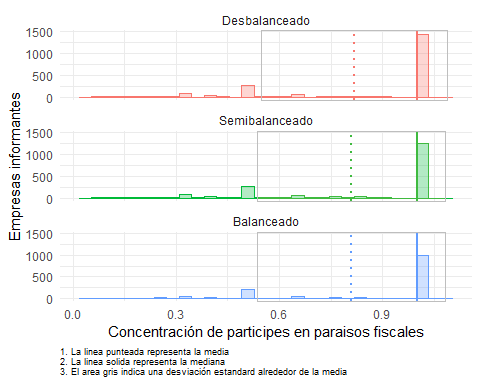 Desbalanceado
1500
1000
500
0
Semibalanceado
1500
1000
500
0
Balanceado
1500
1000
500
0
Empresas informantes
0.0 0.3 0.6 0.9
Concentración de participes en paraisos fiscales
1. La linea punteada representa la media
2. La linea solida representa la mediana
3. El area gris indica una desviación estandard alrededor de la media